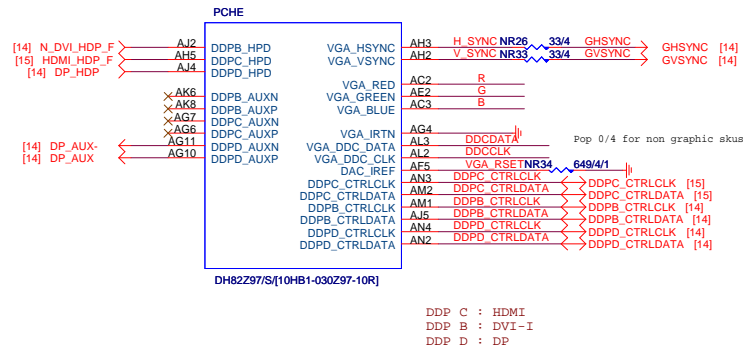 PCHE
[14] N_DVI_HDP_F AJ2 DDPB_HPD VGA_HSYNC AH3 H_SYNC NR26 33/4 GHSYNC GHSYNC [14]
[15] HDMI_HDP_F AH5 DDPC_HPD VGA_VSYNC AH2 V_SYNC NR33 33/4 GVSYNC GVSYNC [14]
[14] DP_HDP AJ4 DDPD_HPD
VGA_RED AC2 R
AK6 DDPB_AUXN VGA_GREEN AE2 G
AK8 DDPB_AUXP VGA_BLUE AC3 B
AG7 DDPC_AUXN
AG6 DDPC_AUXP VGA_IRTN AG4
[14] DP_AUX- AG11 DDPD_AUXN VGA_DDC_DATA AL3 DDCDATA Pop 0/4 for non graphic skus
[14] DP_AUX AG10 DDPD_AUXP VGA_DDC_CLK AL2 DDCCLK
DAC_IREF AF5 VGA_RSET NR34 649/4/1
DDPC_CTRLCLK AN3 DDPC_CTRLCLK DDPC_CTRLCLK [15]
DDPC_CTRLDATA AM2 DDPC_CTRLDATA DDPC_CTRLDATA [15]
DDPB_CTRLCLK AM1 DDPB_CTRLCLK DDPB_CTRLCLK [14]
DDPB_CTRLDATA AJ5 DDPB_CTRLDATA DDPB_CTRLDATA [14]
DDPD_CTRLCLK AN4 DDPD_CTRLCLK DDPD_CTRLCLK [14]
DDPD_CTRLDATA AN2 DDPD_CTRLDATA DDPD_CTRLDATA [14]
DH82Z97/S/[10HB1-030Z97-10R]
DDP C : HDMI
DDP B : DVI-I
DDP D : DP